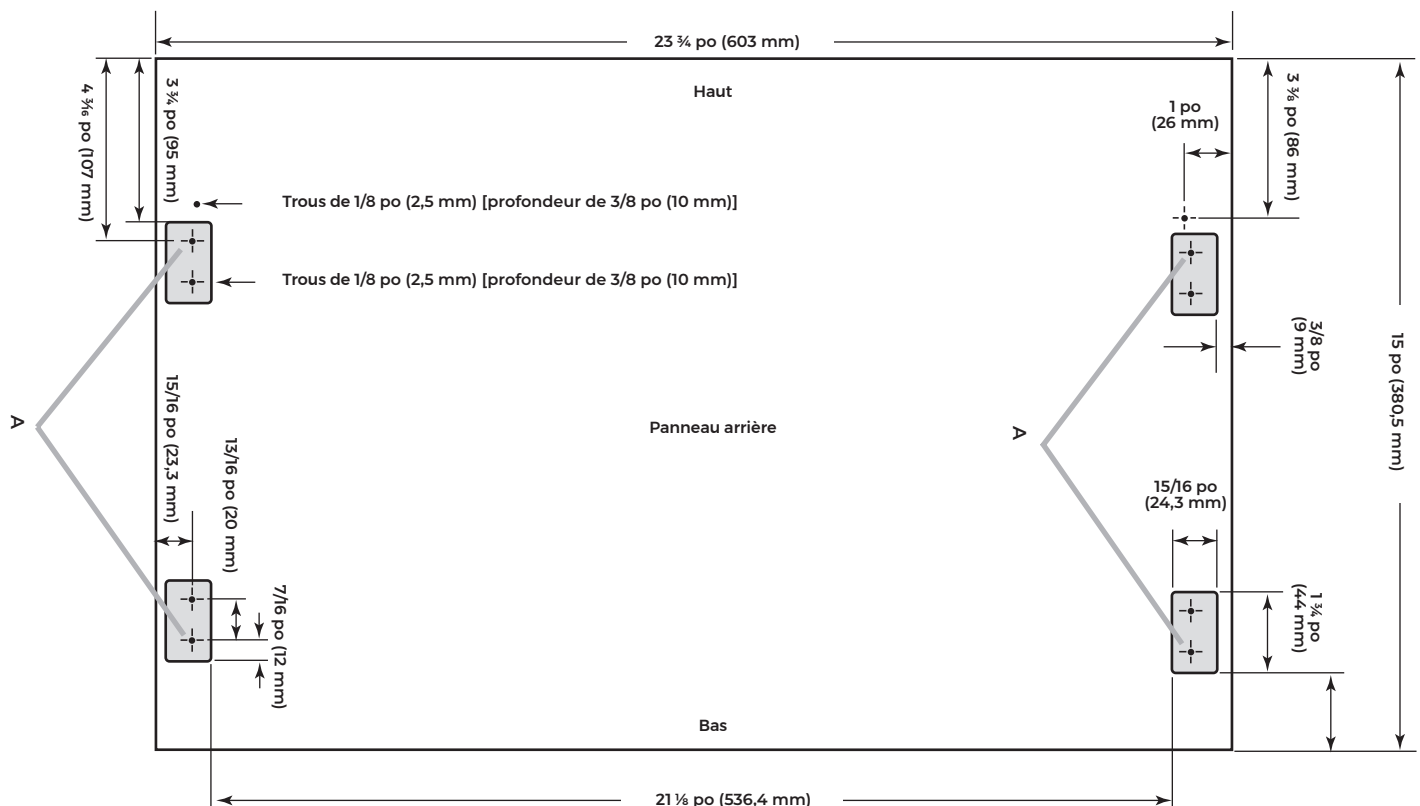 23 ¾ po (603 mm)
Haut
4 3⁄16 po (107 mm)
3 ¾ po (95 mm)
1 po
(26 mm)
3 ⅜ po (86 mm)
Trous de 1/8 po (2,5 mm) [profondeur de 3/8 po (10 mm)]
Trous de 1/8 po (2,5 mm) [profondeur de 3/8 po (10 mm)]
3/8 po
(9 mm)
15 po (380,5 mm)
A
Panneau arrière
A
15/16 po (23,3 mm)
13/16 po (20 mm)
15/16 po
(24,3 mm)
7/16 po (12 mm)
1 ¾ po
(44 mm)
Bas
21 ⅛ po (536,4 mm)